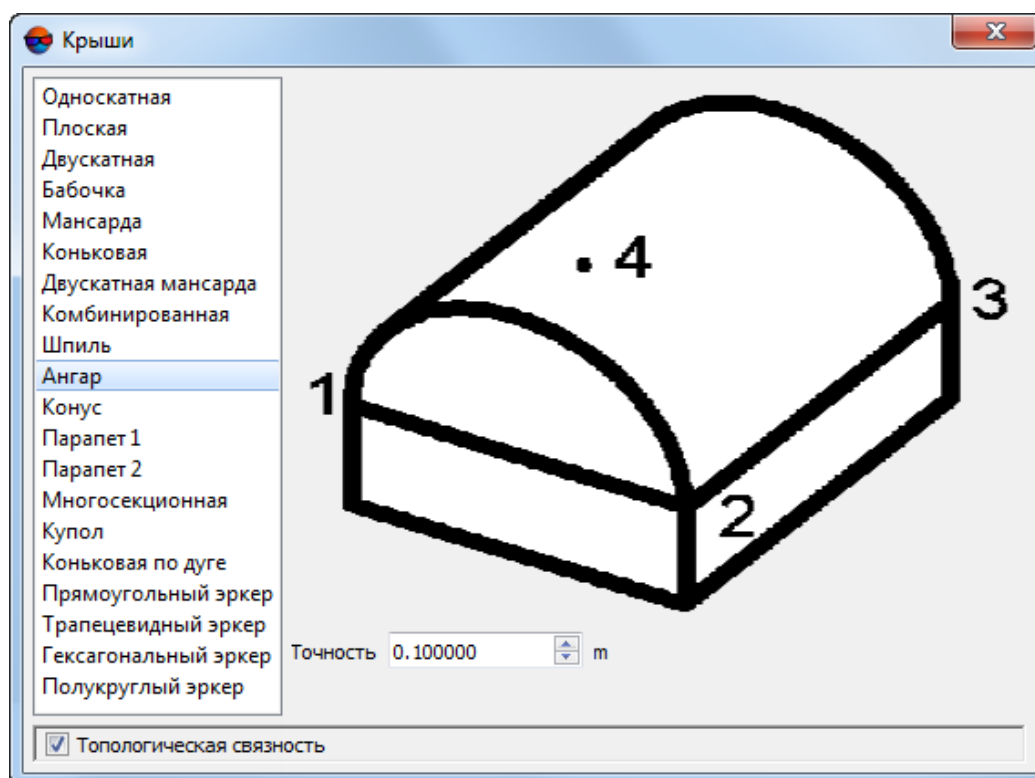 Крыши
Односкатная
Плоская
Двускатная
Бабочка
Мансарда
Коньковая
Двускатная мансарда
Комбинированная
Шпиль
Ангар
Конус
Парапет 1
Парапет 2
Многосекционная
Купол
Коньковая по дуге
Прямоугольный эркер
Трапецевидный эркер
Гексагональный эркер
Полукруглый эркер
4
3
1
2
Точность 0.100000 m
Топологическая связность